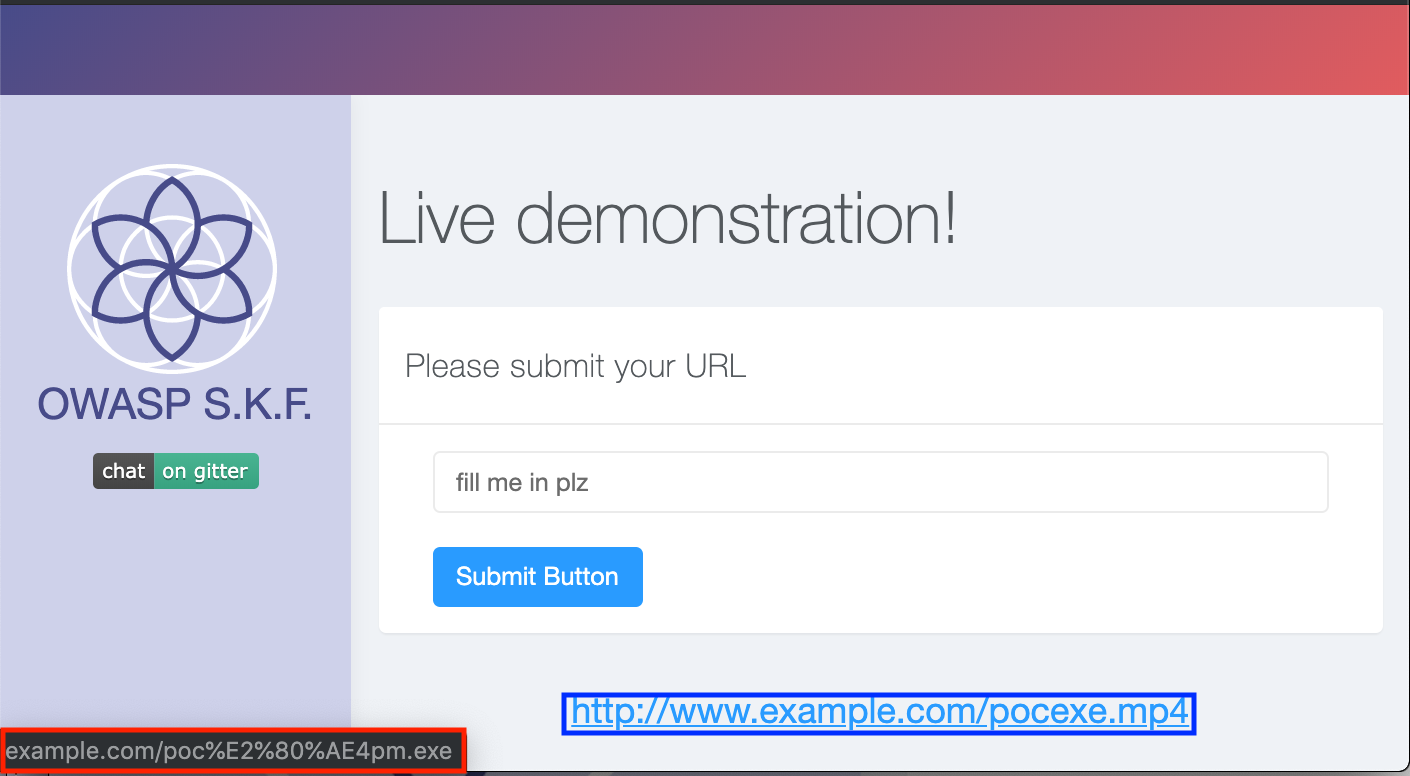 Live demonstration!
OWASP S.K.F.
chat on gitter
Please submit your URL
fill me in plz
Submit Button
http://www.example.com/pocexe.mp4
example.com/poc%E2%80%AE4pm.exe